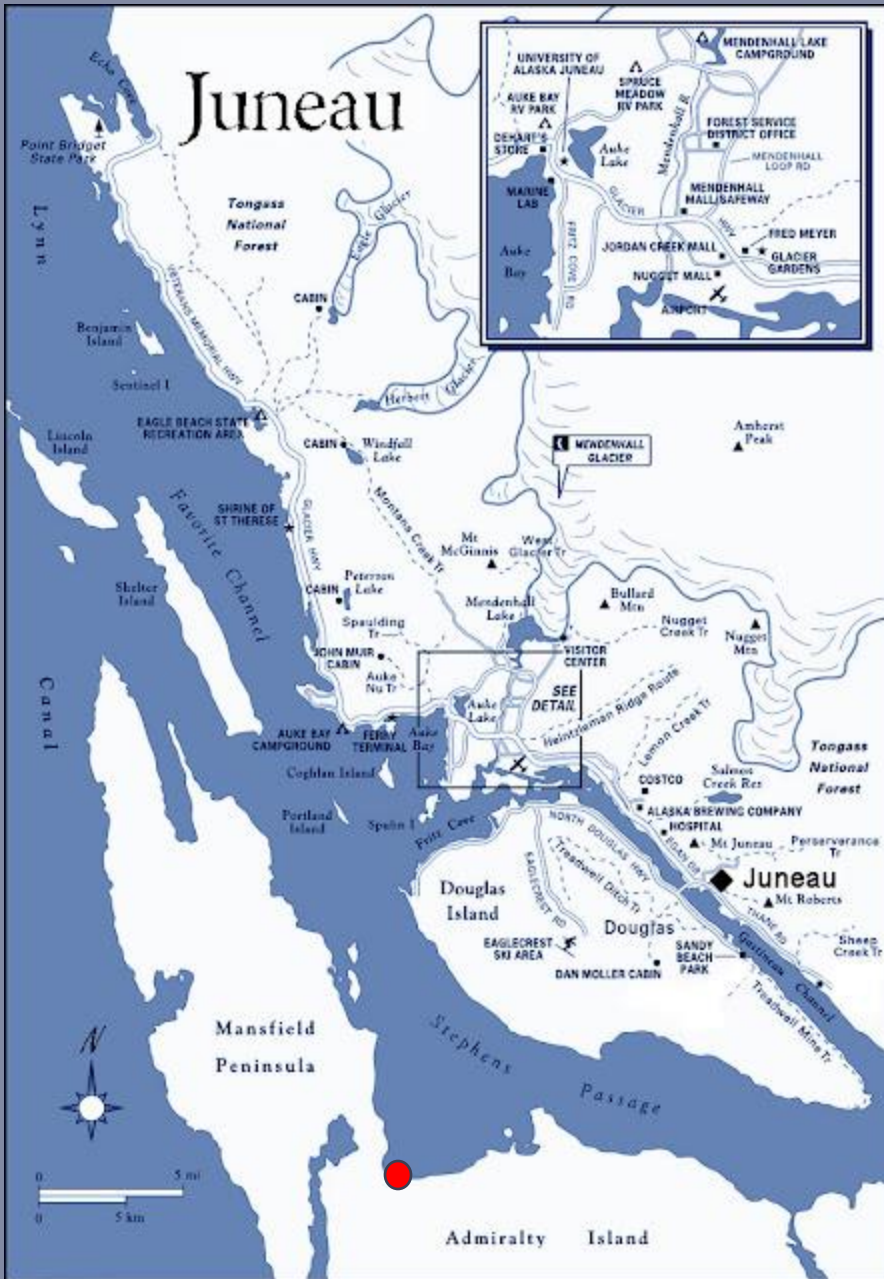 Juneau
Echo Cove
Point Bridget
State Park
Lynn
Canal
Tongass
National
Forest
Eagle Glacier
VETERANS MEMORIAL HWY
CABIN
Benjamin
Island
Sentinel I
Herbert Glacier
EAGLE BEACH STATE
RECREATION AREA
Lincoln
Island
CABIN
Windfall
Lake
Favorite Channel
SHRINE OF
ST THERESE
GLACIER HWY
Montana Creek Tr
Mt
McGinnis
West
Glacier Tr
MENDENHALL
GLACIER
Amherst
Peak
Shelter
Island
CABIN
Peterson
Lake
Spaulding
Tr
JOHN MUIR
CABIN
Auke
Nu Tr
Mendenhall
Lake
Bullard
Mtn
Nugget
Creek Tr
Nugget
Mtn
VISITOR
CENTER
SEE
DETAIL
Auke
Lake
Heintzleman Ridge Route
Lemon Creek Tr
AUKE BAY
CAMPGROUND
FERRY
TERMINAL
Auke
Bay
Coghlan Island
Portland
Island
Spuhn I
Fritz Cove
Tongass
National
Forest
COSTCO
Salmon
Creek Res
ALASKA BREWING COMPANY
HOSPITAL
Mt Juneau
Perserverance
Tr
EGAN DR
NORTH DOUGLAS HWY
Treadwell Ditch Tr
EAGLECREST RD
Juneau
Mt Roberts
Douglas
Island
Douglas
THANE RD
EAGLECREST
SKI AREA
DAN MOLLER CABIN
SANDY
BEACH
PARK
Gastineau Channel
Sheep
Creek Tr
Treadwell Mine Tr
Mansfield
Peninsula
Stephens Passage
N
0 5 mi
0 5 km
Admiralty Island
UNIVERSITY OF
ALASKA JUNEAU
MENDENHALL LAKE
CAMPGROUND
SPRUCE
MEADOW
RV PARK
AUKE BAY
RV PARK
DEHART'S
STORE
Auke
Lake
Mendenhall R
FOREST SERVICE
DISTRICT OFFICE
MENDENHALL
LOOP RD
MARINE
LAB
GLACIER HWY
MENDENHALL
MALL/SAFEWAY
FRITZ COVE RD
FRED MEYER
JORDAN CREEK MALL
GLACIER
GARDENS
Auke
Bay
NUGGET MALL
AIRPORT